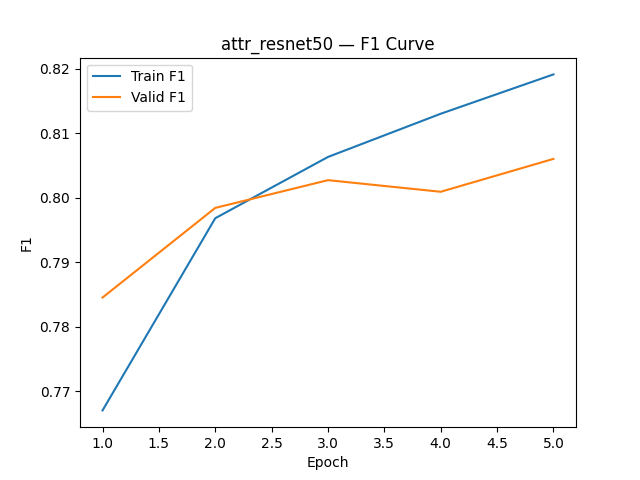 attr_resnet50 — F1 Curve
Train F1
Valid F1
0.82
0.81
0.80
0.79
0.78
0.77
F1
1.0 1.5 2.0 2.5 3.0 3.5 4.0 4.5 5.0
Epoch